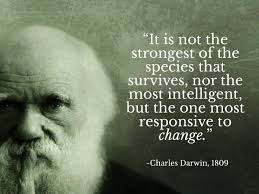 “It is not the
strongest of the
species that
survives, nor the
most intelligent,
but the one most
responsive to
change.”
-Charles Darwin, 1809